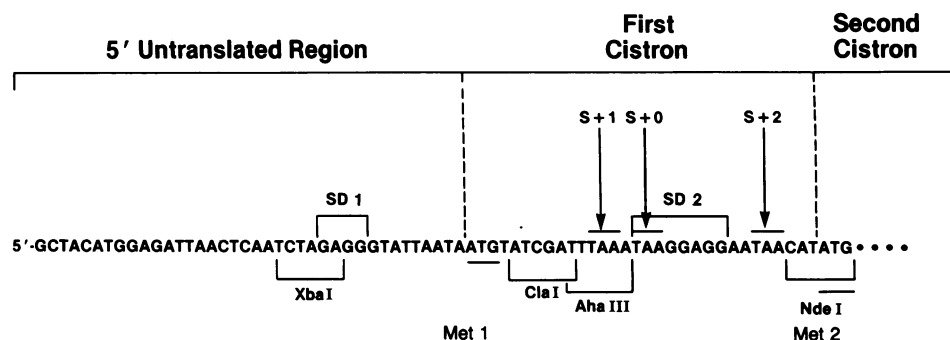 5′ Untranslated Region
First
Cistron
Second
Cistron
S + 1 S + 0 S + 2
SD 1 SD 2
5′-GCTACATGGAGATTAACTCAATCTAGAGGGTATTAATAATGTATCGATTTAAATAAGGAGGAATAACATATG••••
Xba I Cla I Aha III Nde I
Met 1 Met 2